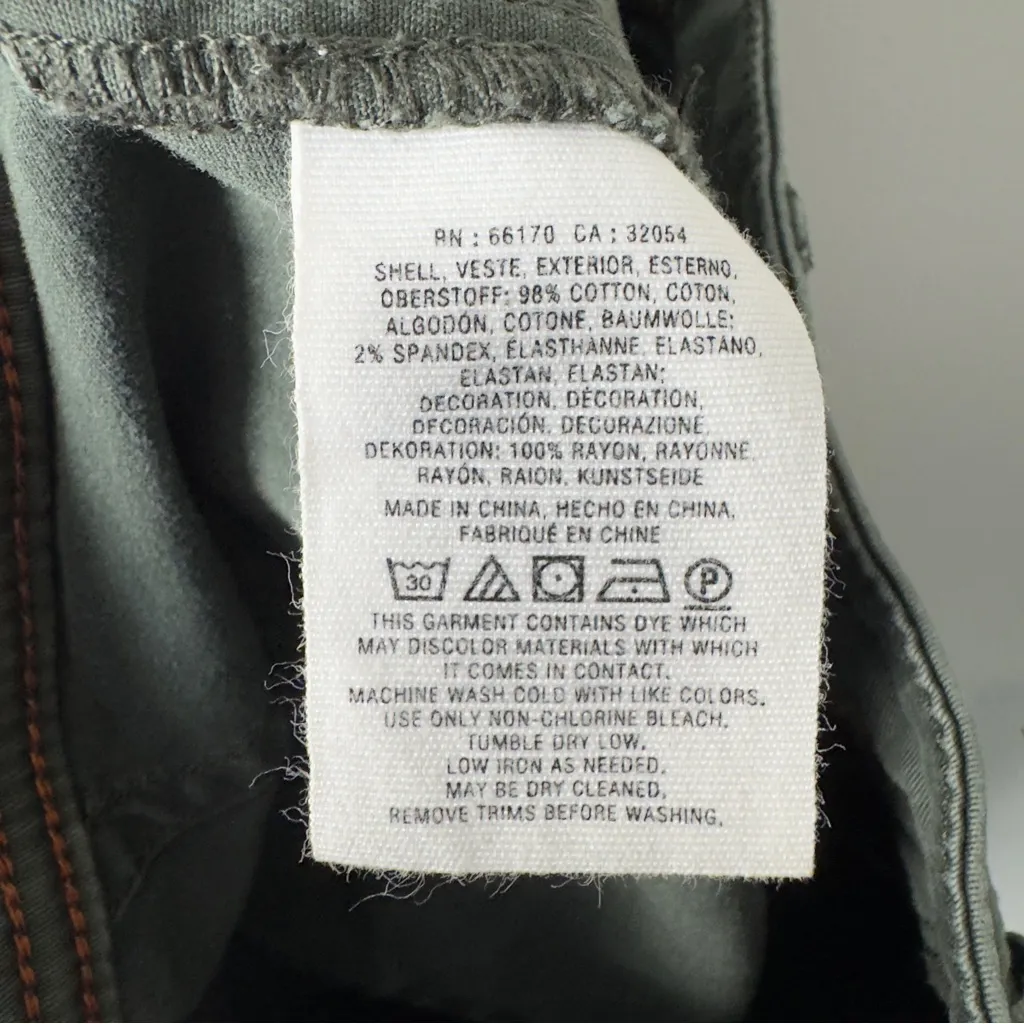 RN : 66170 CA : 32054
SHELL, VESTE, EXTERIOR, ESTERNO,
OBERSTOFF: 98% COTTON, COTON,
ALGODÓN, COTONE, BAUMWOLLE;
2% SPANDEX, ÉLASTHANNE, ELASTANO,
ELASTAN, ELASTAN;
DECORATION, DÉCORATION,
DECORACIÓN, DECORAZIONE,
DEKORATION: 100% RAYON, RAYONNE,
RAYÓN, RAION, KUNSTSEIDE
MADE IN CHINA, HECHO EN CHINA,
FABRIQUÉ EN CHINE
30 P
THIS GARMENT CONTAINS DYE WHICH
MAY DISCOLOR MATERIALS WITH WHICH
IT COMES IN CONTACT.
MACHINE WASH COLD WITH LIKE COLORS.
USE ONLY NON-CHLORINE BLEACH.
TUMBLE DRY LOW.
LOW IRON AS NEEDED.
MAY BE DRY CLEANED.
REMOVE TRIMS BEFORE WASHING.